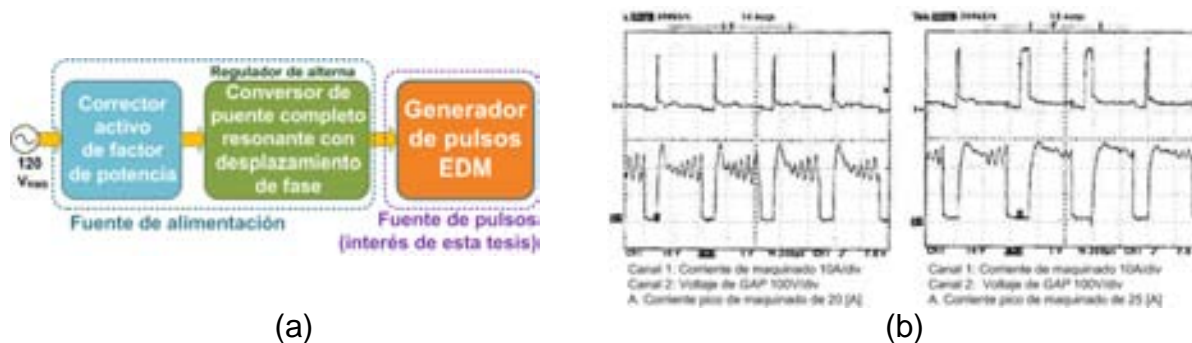 Regulador de alterna
Corrector
activo
de factor
de potencia
Conversor de
puente completo
resonante con
desplazamiento
de fase
Generador
de pulsos
EDM
120
Fuente de alimentación
Fuente de pulsos
(interés de esta tesis)
(a)
Canal 1: Corriente de maquinado 10A/div
Canal 2: Voltaje de GAP 100V/div
A. Corriente pico de maquinado de 20 [A]
Canal 1: Corriente de maquinado 10A/div
Canal 2: Voltaje de GAP 100V/div
A. Corriente pico de maquinado de 25 [A]
(b)